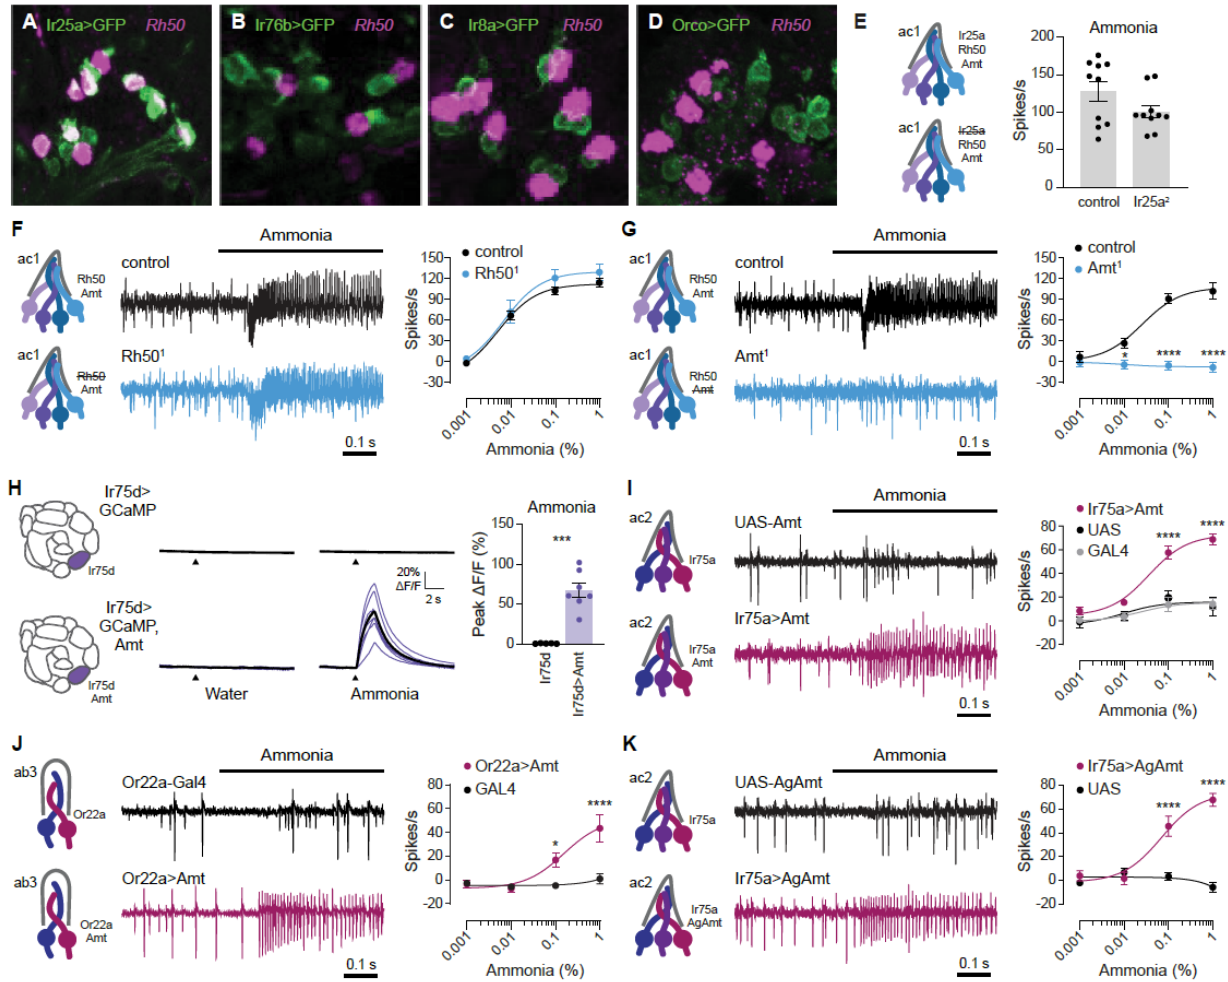 A Ir25a>GFP Rh50
B Ir76b>GFP Rh50
C Ir8a>GFP Rh50
D Orco>GFP Rh50
E
ac1
Ir25a
Rh50
Amt
ac1
Ir25a
Rh50
Amt
Ammonia
Spikes/s
200
150
100
50
0
control
Ir25a²
F
ac1
Rh50
Amt
ac1
Rh50
Amt
Ammonia
control
Rh50¹
0.1 s
control
Rh50¹
Spikes/s
150
120
90
60
30
0
-30
0.001
0.01
0.1
1
Ammonia (%)
G
ac1
Rh50
Amt
ac1
Rh50
Amt
Ammonia
control
Amt¹
0.1 s
control
Amt¹
Spikes/s
150
120
90
60
30
0
-30
*
****
****
0.001
0.01
0.1
1
Ammonia (%)
H
Ir75d>
GCaMP
Ir75d
Ir75d>
GCaMP,
Amt
Ir75d
Amt
Water
Ammonia
20%
ΔF/F
2 s
Ammonia
Peak ΔF/F (%)
150
100
50
0
***
Ir75d
Ir75d>Amt
I
ac2
Ir75a
ac2
Ir75a
Amt
Ammonia
UAS-Amt
Ir75a>Amt
0.1 s
Ir75a>Amt
UAS
GAL4
Spikes/s
80
60
40
20
0
-20
****
****
0.001
0.01
0.1
1
Ammonia (%)
J
ab3
Or22a
ab3
Or22a
Amt
Ammonia
Or22a-Gal4
Or22a>Amt
0.1 s
Or22a>Amt
GAL4
Spikes/s
80
60
40
20
0
-20
*
****
0.001
0.01
0.1
1
Ammonia (%)
K
ac2
Ir75a
ac2
Ir75a
AgAmt
Ammonia
UAS-AgAmt
Ir75a>AgAmt
0.1 s
Ir75a>AgAmt
UAS
Spikes/s
80
60
40
20
0
-20
****
****
0.001
0.01
0.1
1
Ammonia (%)